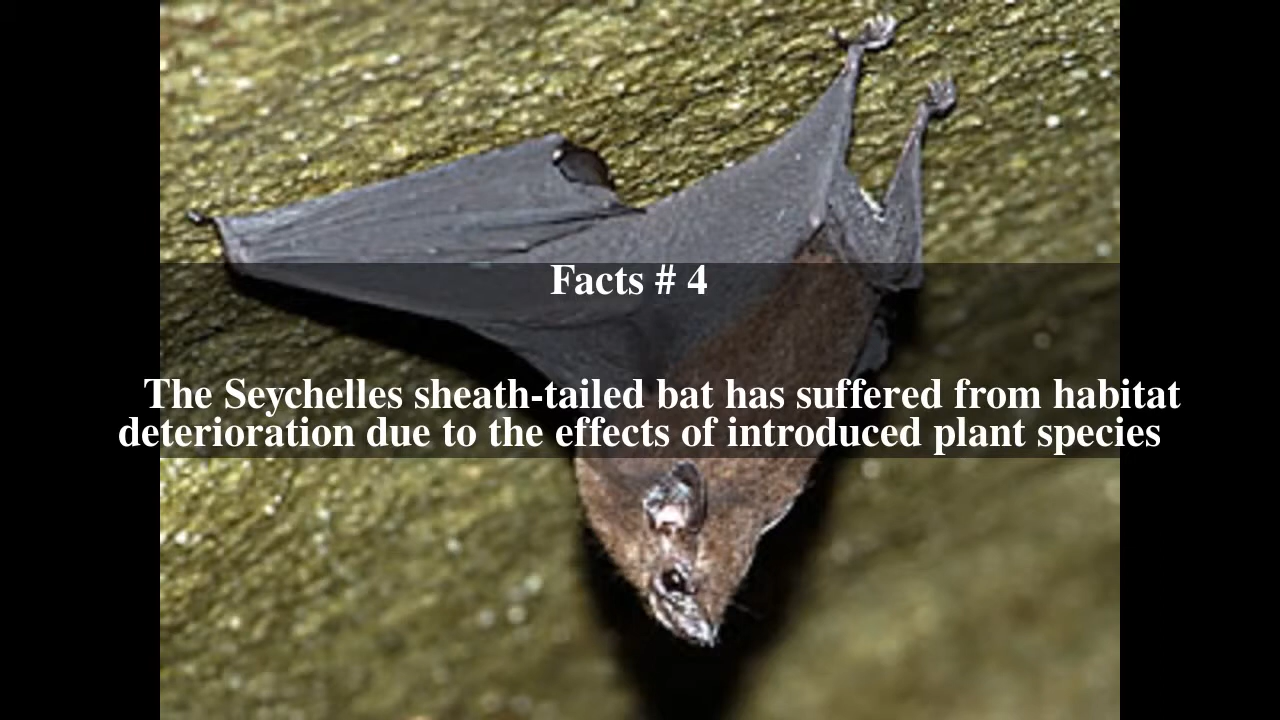 Facts # 4
The Seychelles sheath-tailed bat has suffered from habitat
deterioration due to the effects of introduced plant species